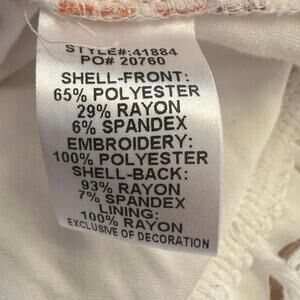 STYLE#:41884
PO# 20760
SHELL-FRONT:
65% POLYESTER
29% RAYON
6% SPANDEX
EMBROIDERY:
100% POLYESTER
SHELL-BACK:
93% RAYON
7% SPANDEX
LINING:
100% RAYON
EXCLUSIVE OF DECORATION